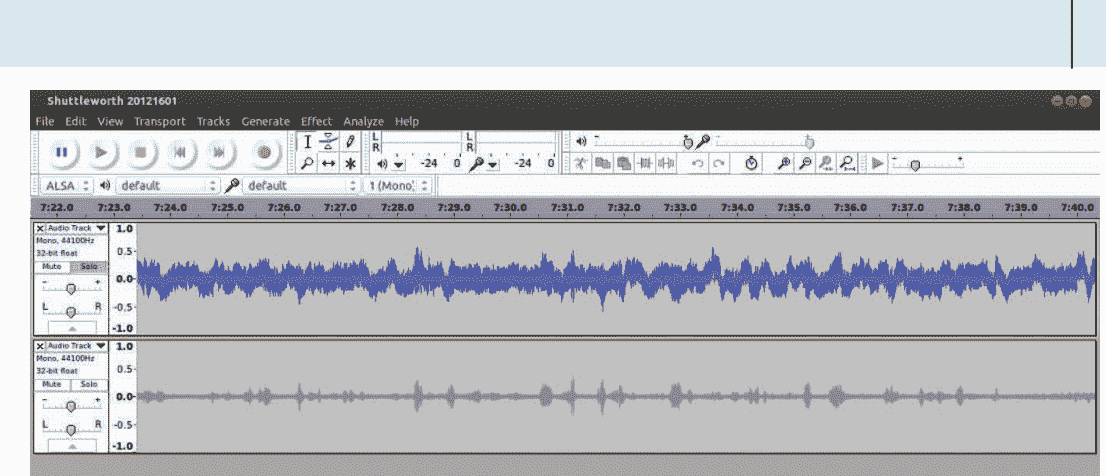 Shuttleworth 20121601
File Edit View Transport Tracks Generate Effect Analyze Help
L R -24 0 L R -24 0
ALSA default default 1 (Mono)
7:22.0 7:23.0 7:24.0 7:25.0 7:26.0 7:27.0 7:28.0 7:29.0 7:30.0 7:31.0 7:32.0 7:33.0 7:34.0 7:35.0 7:36.0 7:37.0 7:38.0 7:39.0 7:40.0
X Audio Track 1.0
Mono, 44100Hz
32-bit float 0.5
Mute Solo
- + 0.0
L R -0.5
-1.0
X Audio Track 1.0
Mono, 44100Hz
32-bit float 0.5
Mute Solo
- + 0.0
L R -0.5
-1.0